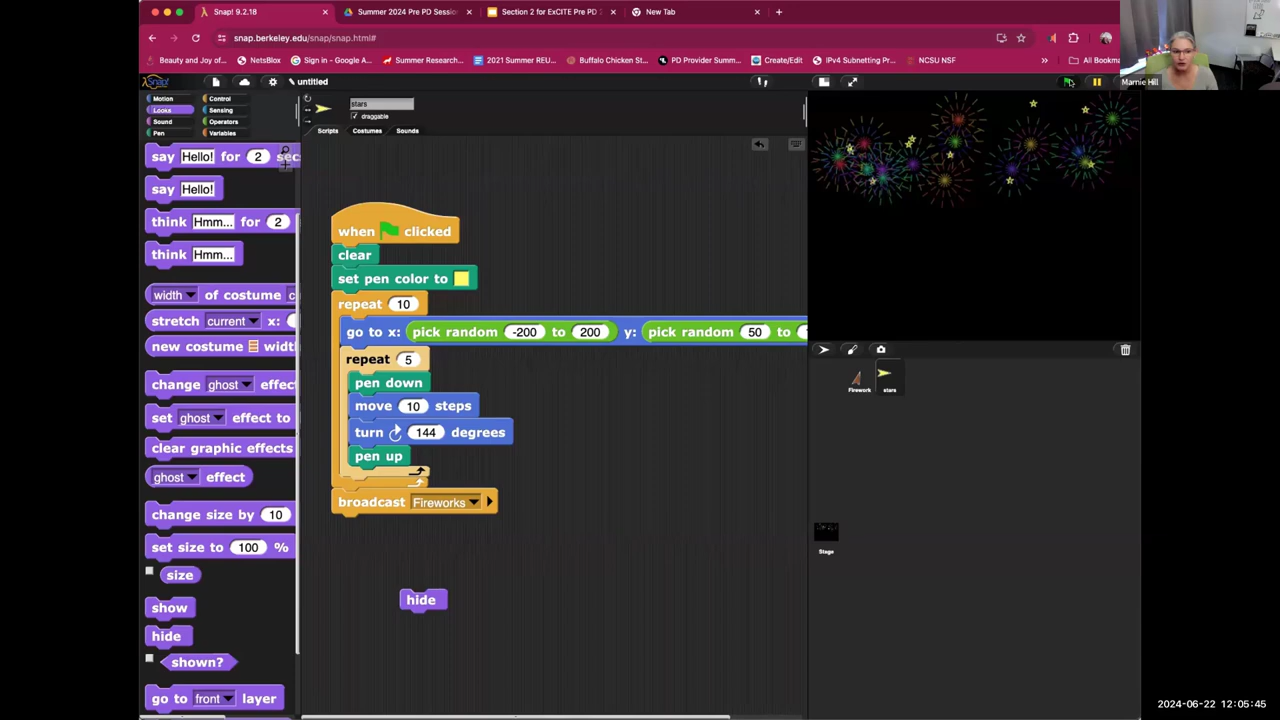 Snap! 9.2.18
Summer 2024 Pre PD Sessi
Section 2 for ExCITE Pre PD 2
New Tab
snap.berkeley.edu/snap/snap.html#
Beauty and Joy of...
NetsBlox
Sign in - Google A...
Summer Research...
2021 Summer REU...
Buffalo Chicken St...
PD Provider Summ...
Create/Edit
IPv4 Subnetting Pr...
NCSU NSF
»
All Bookma
Marnie Hill
Snap!
untitled
Motion
Control
Looks
Sensing
Sound
Operators
Pen
Variables
stars
draggable
Scripts
Costumes
Sounds
say Hello! for 2 sec
say Hello!
think Hmm... for 2
think Hmm...
width of costume c
stretch current x:
new costume width
change ghost effec
set ghost effect to
clear graphic effects
ghost effect
change size by 10
set size to 100 %
size
show
hide
shown?
go to front layer
when clicked
clear
set pen color to
repeat 10
go to x: pick random -200 to 200 y: pick random 50 to
repeat 5
pen down
move 10 steps
turn 144 degrees
pen up
broadcast Fireworks
hide
Firework
stars
Stage
2024-06-22 12:05:45